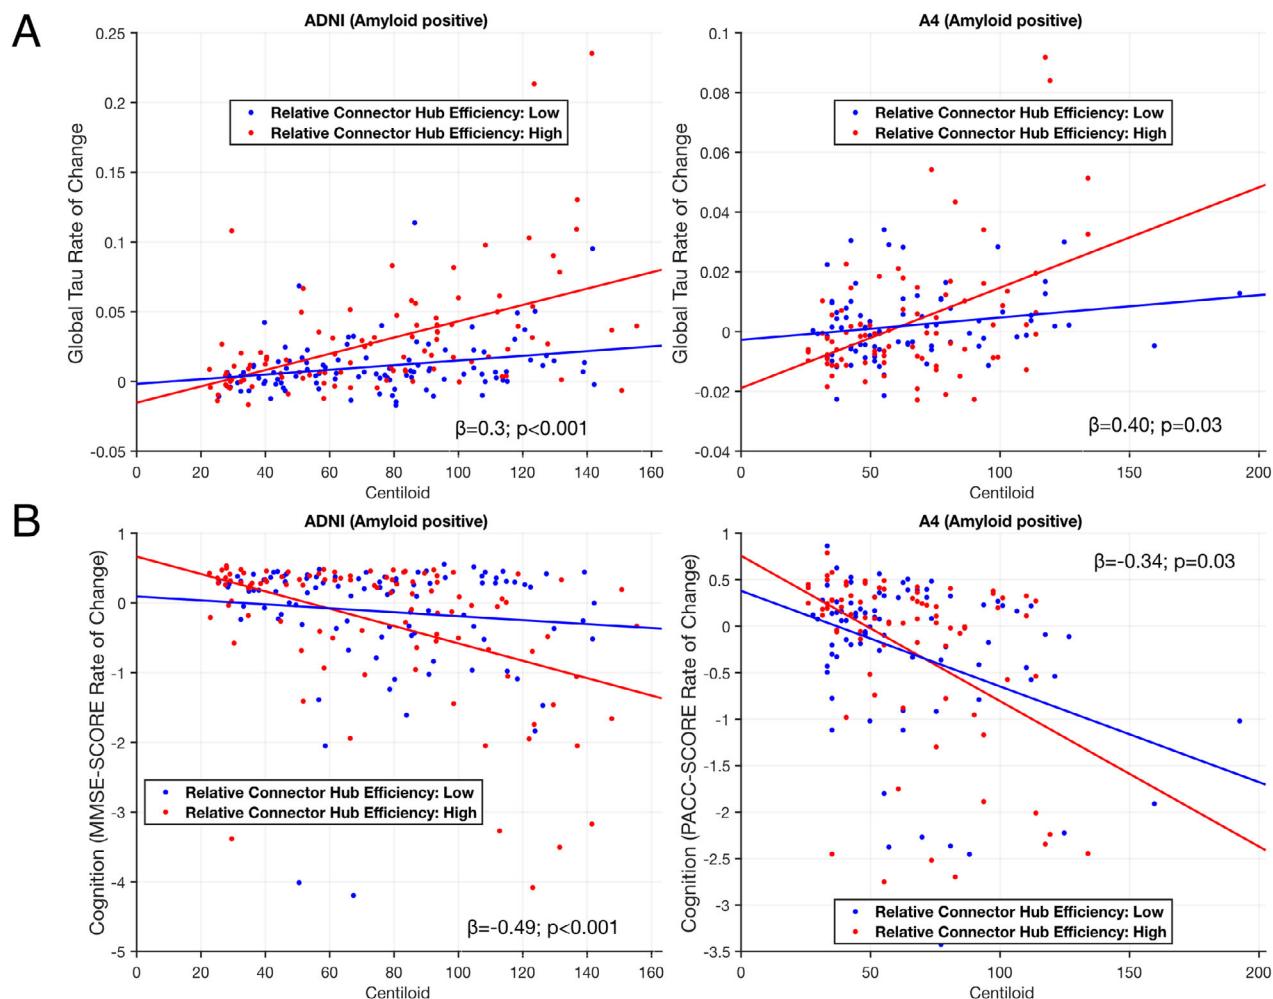 A
ADNI (Amyloid positive)
0.25
0.2
0.15
0.1
0.05
0
-0.05
Global Tau Rate of Change
Relative Connector Hub Efficiency: Low
Relative Connector Hub Efficiency: High
β=0.3; p<0.001
0 20 40 60 80 100 120 140 160
Centiloid
A4 (Amyloid positive)
0.1
0.08
0.06
0.04
0.02
0
-0.02
-0.04
Global Tau Rate of Change
Relative Connector Hub Efficiency: Low
Relative Connector Hub Efficiency: High
β=0.40; p=0.03
0 50 100 150 200
Centiloid
B
ADNI (Amyloid positive)
1
0
-1
-2
-3
-4
-5
Cognition (MMSE-SCORE Rate of Change)
Relative Connector Hub Efficiency: Low
Relative Connector Hub Efficiency: High
β=-0.49; p<0.001
0 20 40 60 80 100 120 140 160
Centiloid
A4 (Amyloid positive)
1
0.5
0
-0.5
-1
-1.5
-2
-2.5
-3
-3.5
Cognition (PACC-SCORE Rate of Change)
β=-0.34; p=0.03
Relative Connector Hub Efficiency: Low
Relative Connector Hub Efficiency: High
0 50 100 150 200
Centiloid